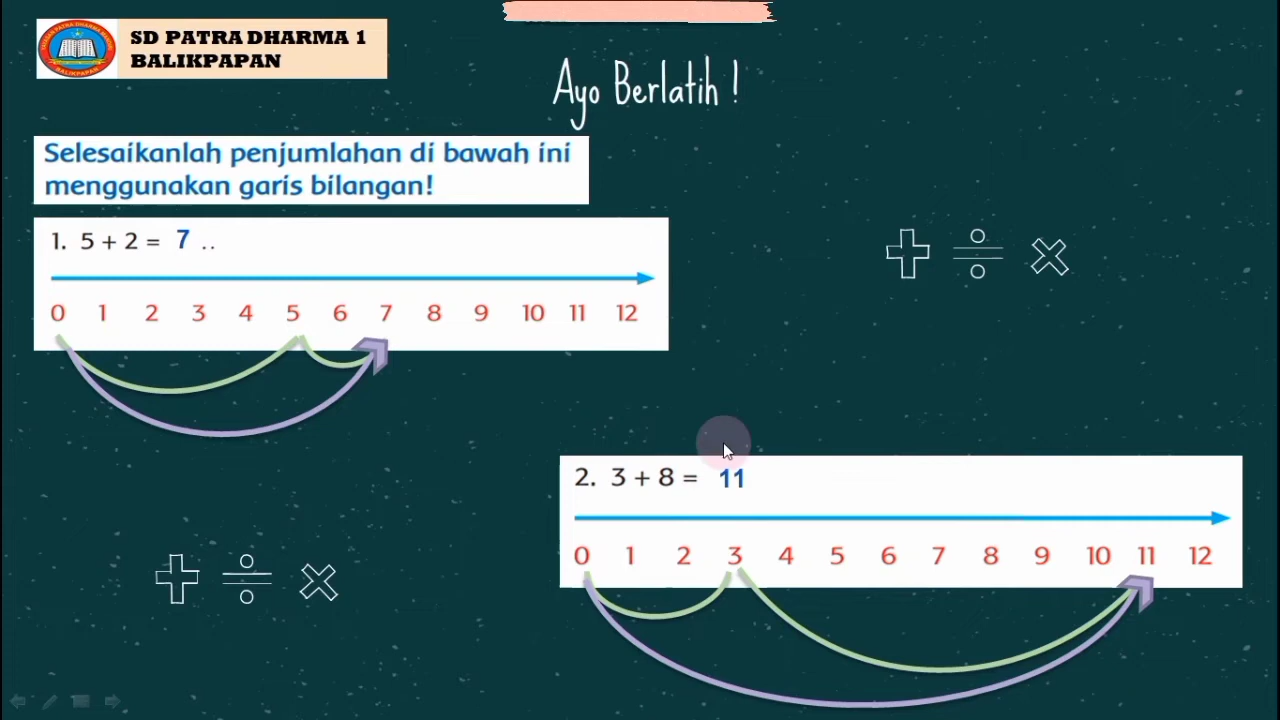 SD PATRA DHARMA 1
BALIKPAPAN
Ayo Berlatih !
Selesaikanlah penjumlahan di bawah ini
menggunakan garis bilangan!
1. 5 + 2 = 7 ..
0 1 2 3 4 5 6 7 8 9 10 11 12
2. 3 + 8 = 11
0 1 2 3 4 5 6 7 8 9 10 11 12